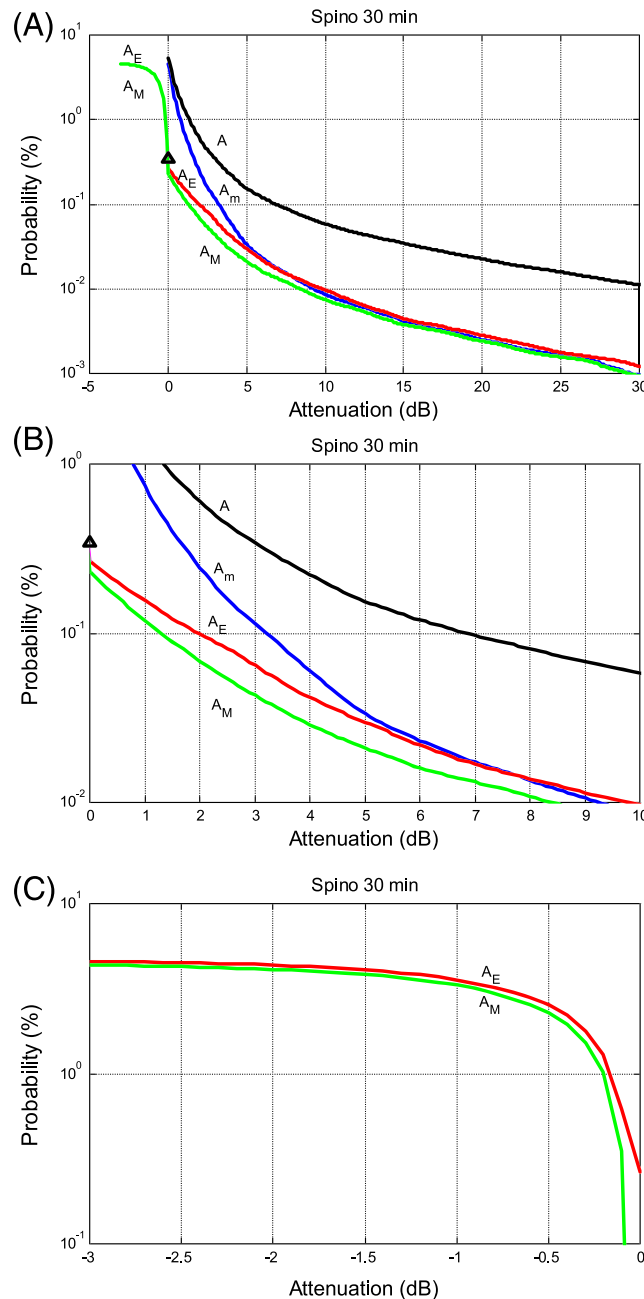 (A)
Spino 30 min
Probability (%)
10^1
10^0
10^-1
10^-2
10^-3
A_E
A_M
A
A_E
A_m
A_M
-5 0 5 10 15 20 25 30
Attenuation (dB)
(B)
Spino 30 min
Probability (%)
10^0
10^-1
10^-2
A
A_m
A_E
A_M
0 1 2 3 4 5 6 7 8 9 10
Attenuation (dB)
(C)
Spino 30 min
Probability (%)
10^1
10^0
10^-1
A_E
A_M
-3 -2.5 -2 -1.5 -1 -0.5 0
Attenuation (dB)